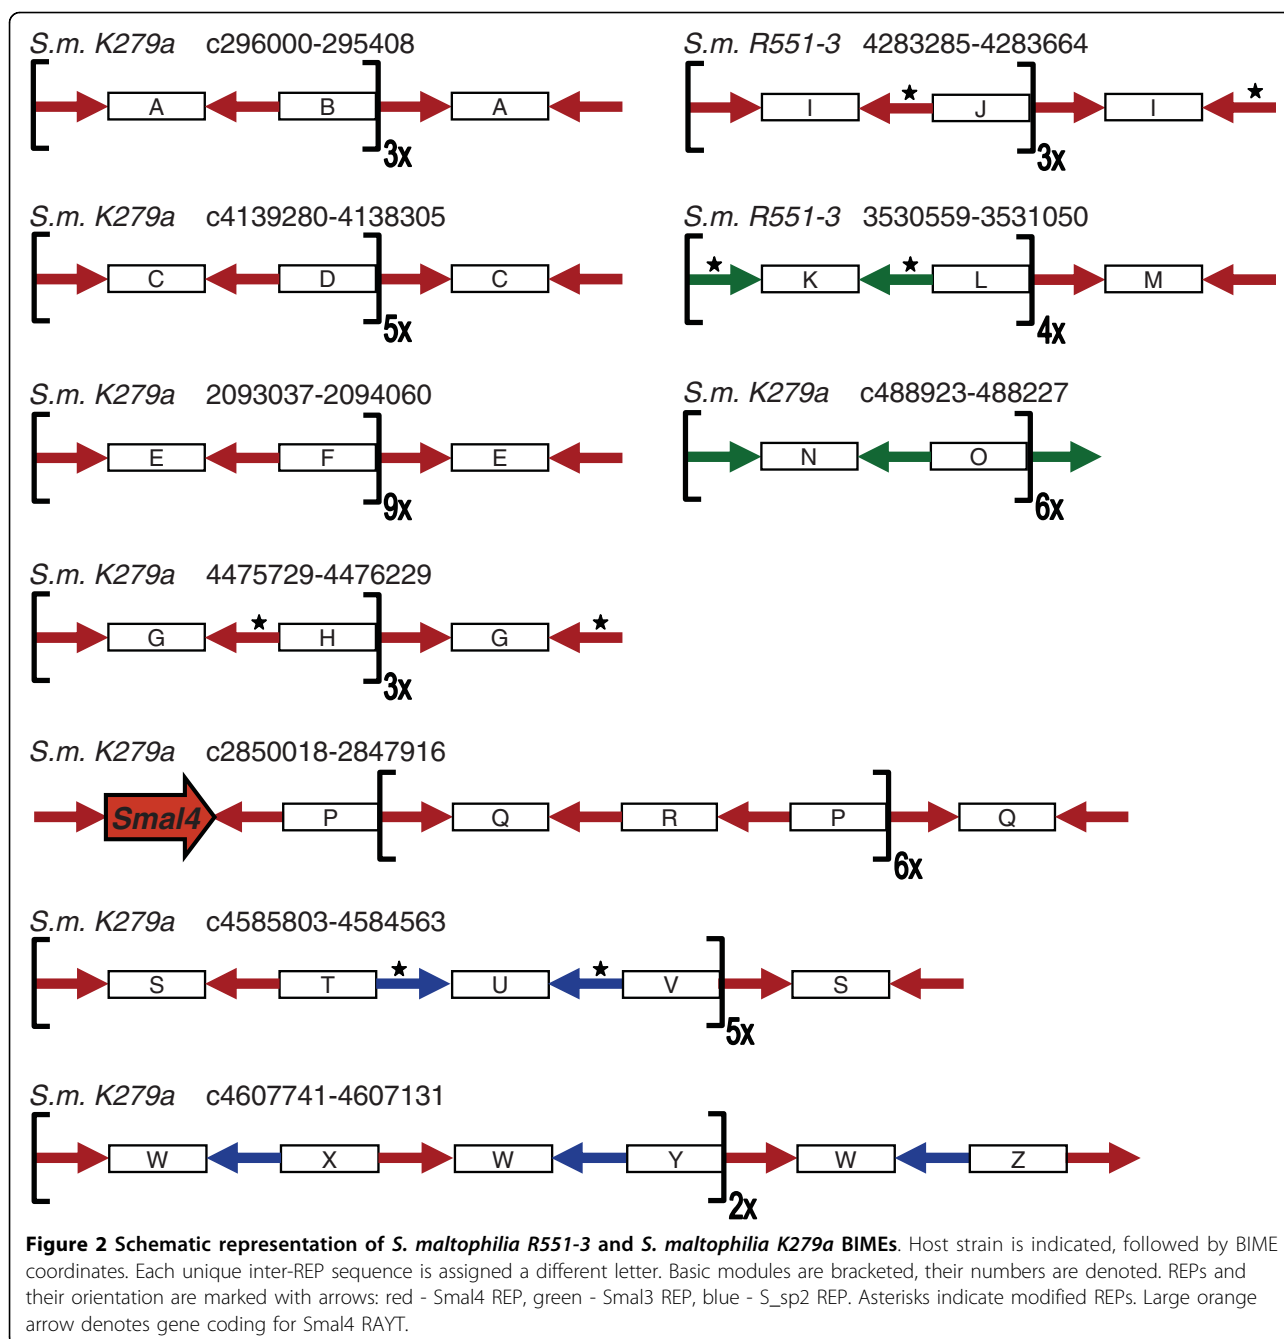 S.m. K279a c296000-295408
A B A
3x
S.m. R551-3 4283285-4283664
★ ★
I J I
3x
S.m. K279a c4139280-4138305
C D C
5x
S.m. R551-3 3530559-3531050
★ ★
K L M
4x
S.m. K279a 2093037-2094060
E F E
9x
S.m. K279a c488923-488227
N O
6x
S.m. K279a 4475729-4476229
★ ★
G H G
3x
S.m. K279a c2850018-2847916
Smal4 P Q R P Q
6x
S.m. K279a c4585803-4584563
★ ★
S T U V S
5x
S.m. K279a c4607741-4607131
W X W Y W Z
2x
Figure 2 Schematic representation of S. maltophilia R551-3 and S. maltophilia K279a BIMEs. Host strain is indicated, followed by BIME
coordinates. Each unique inter-REP sequence is assigned a different letter. Basic modules are bracketed, their numbers are denoted. REPs and
their orientation are marked with arrows: red - Smal4 REP, green - Smal3 REP, blue - S_sp2 REP. Asterisks indicate modified REPs. Large orange
arrow denotes gene coding for Smal4 RAYT.